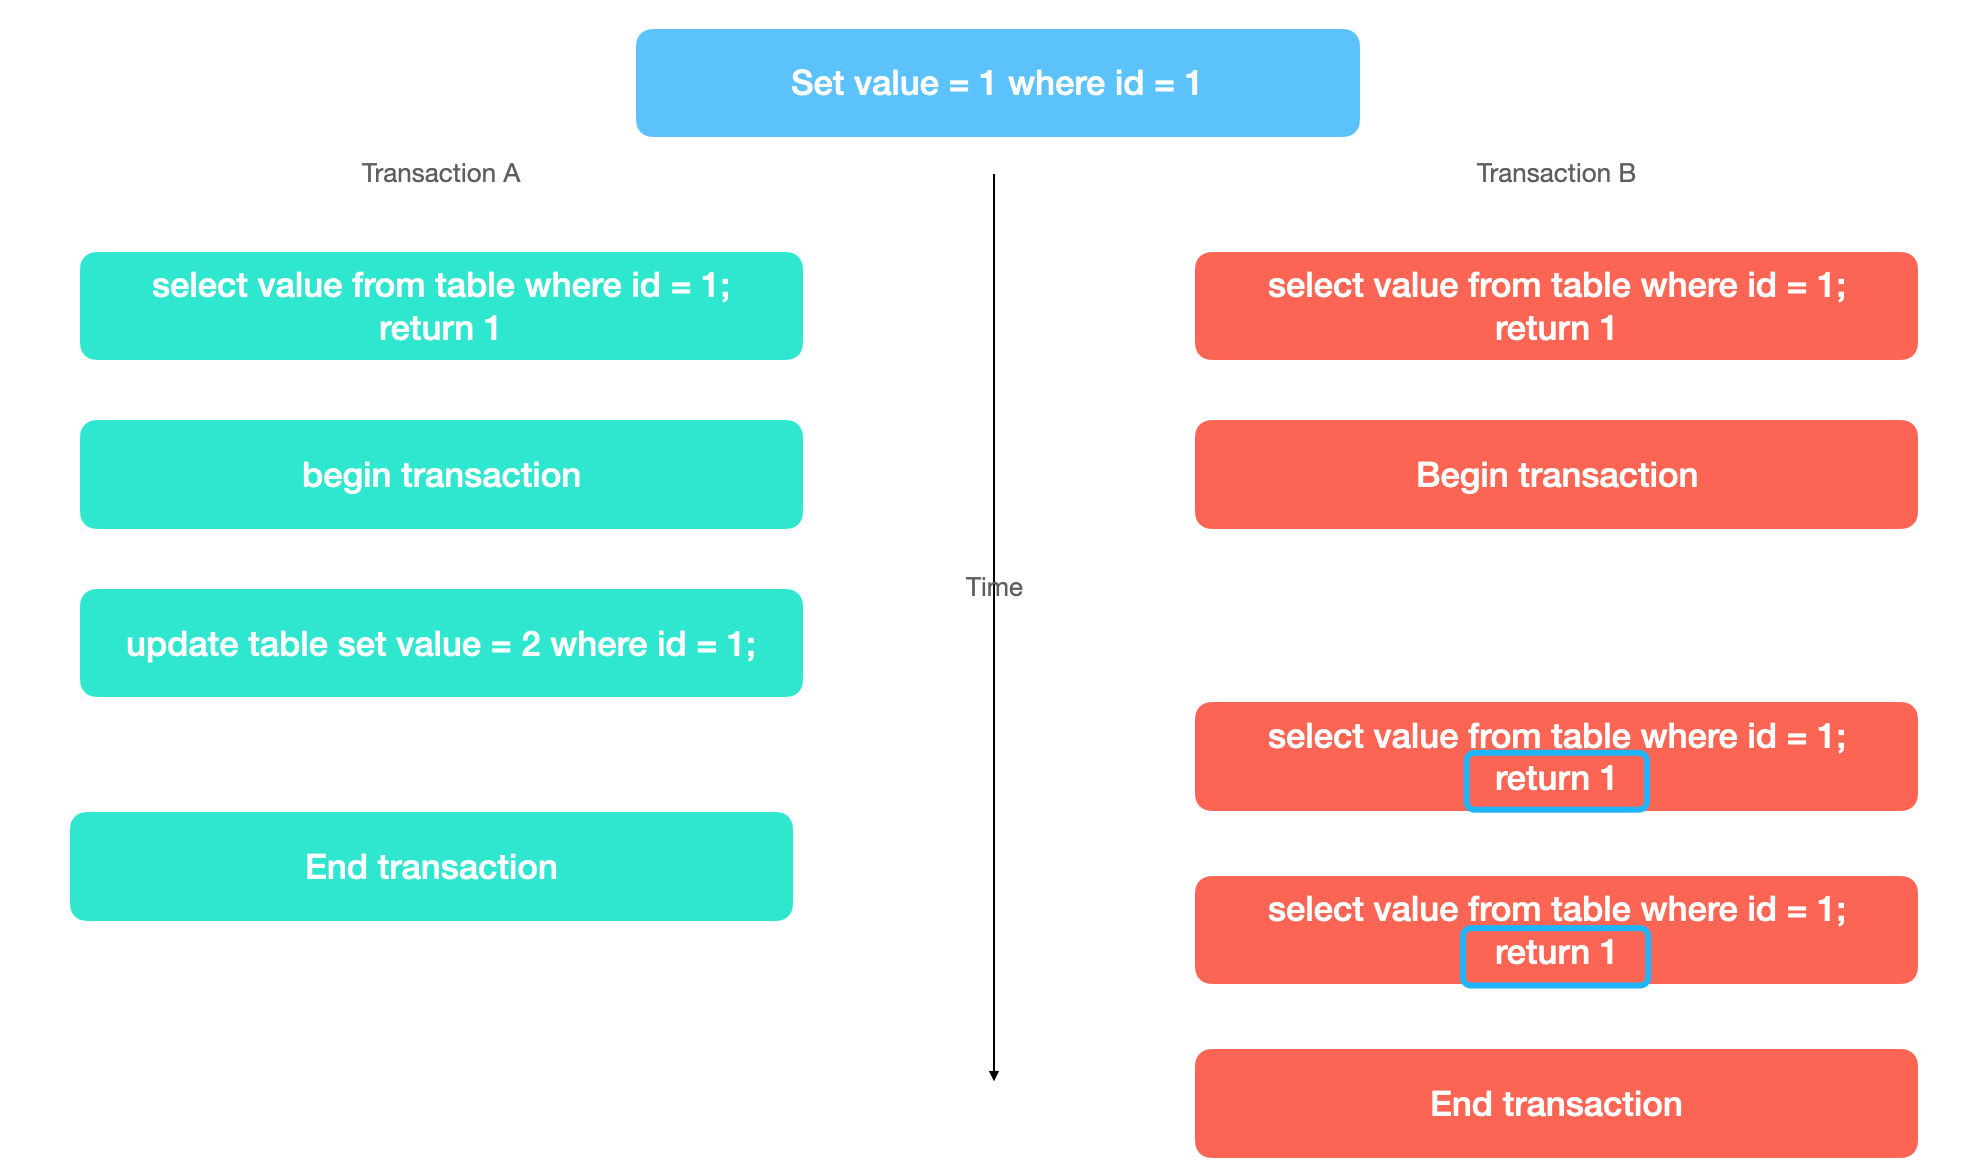 Set value = 1 where id = 1
Transaction A
Transaction B
select value from table where id = 1;
return 1
select value from table where id = 1;
return 1
begin transaction
Begin transaction
Time
update table set value = 2 where id = 1;
select value from table where id = 1;
return 1
End transaction
select value from table where id = 1;
return 1
End transaction